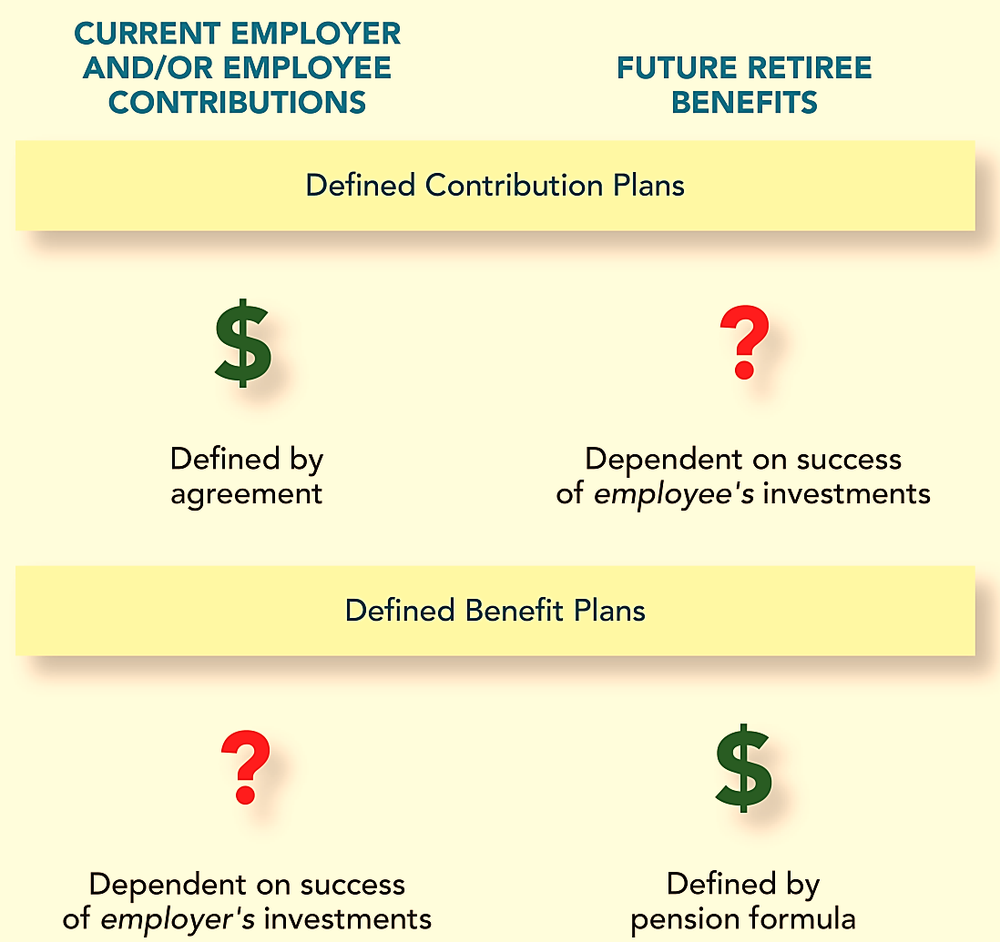 CURRENT EMPLOYER
AND/OR EMPLOYEE
CONTRIBUTIONS
FUTURE RETIREE
BENEFITS
Defined Contribution Plans
$
?
Defined by
agreement
Dependent on success
of employee's investments
Defined Benefit Plans
?
$
Dependent on success
of employer's investments
Defined by
pension formula